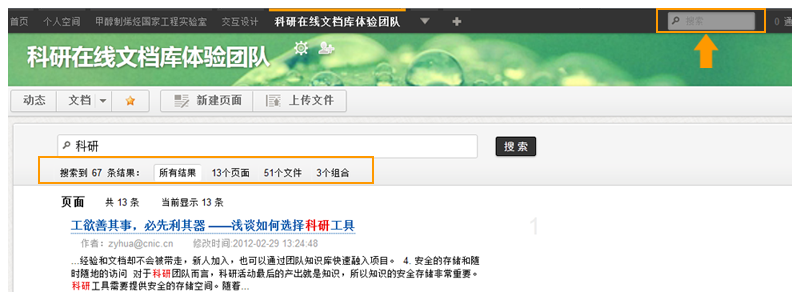 首页 个人空间 甲醇制烯烃国家工程实验室 交互设计 科研在线文档库体验团队 搜索 0 通
科研在线文档库体验团队
动态 文档 新建页面 上传文件
科研 搜 索
搜索到 67 条结果: 所有结果 13个页面 51个文件 3个组合
页面 共 13 条 当前显示 13 条
工欲善其事，必先利其器 ——浅谈如何选择科研工具 1
作者: zyhua@cnic.cn 修改时间:2012-02-29 13:24:48
...经验和文档却不会被带走，新人加入，也可以通过团队知识库快速融入项目。 4. 安全的存储和随
时随地的访问 对于科研团队而言，科研活动最后的产出就是知识，所以知识的安全存储非常重要。
科研工具需要提供安全的存储空间。随着...